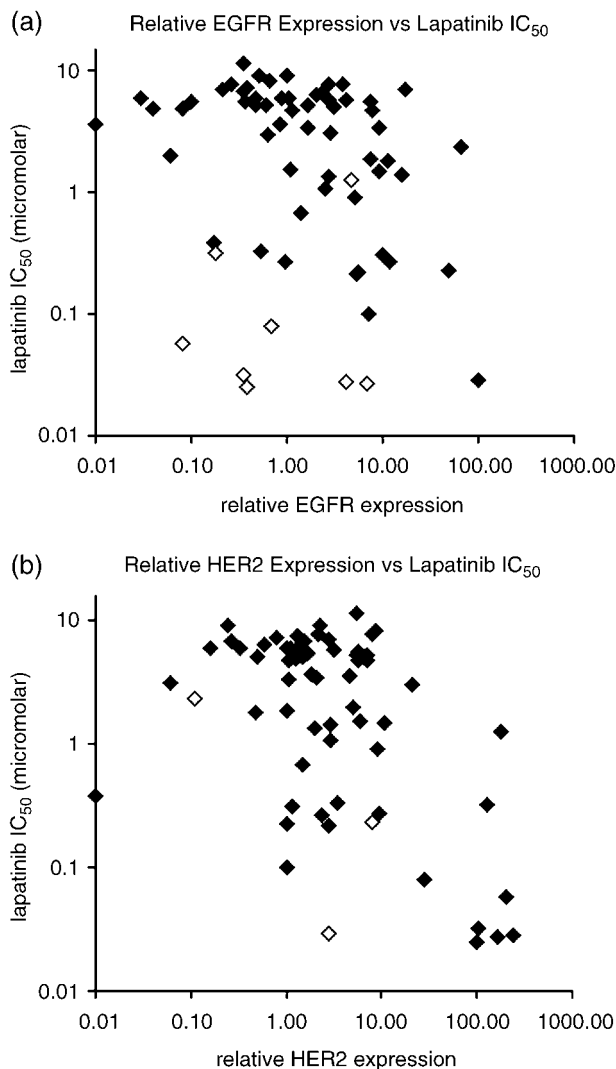 (a)
Relative EGFR Expression vs Lapatinib IC50
lapatinib IC50 (micromolar)
10
1
0.1
0.01
0.01 0.10 1.00 10.00 100.00 1000.00
relative EGFR expression
(b)
Relative HER2 Expression vs Lapatinib IC50
lapatinib IC50 (micromolar)
10
1
0.1
0.01
0.01 0.10 1.00 10.00 100.00 1000.00
relative HER2 expression